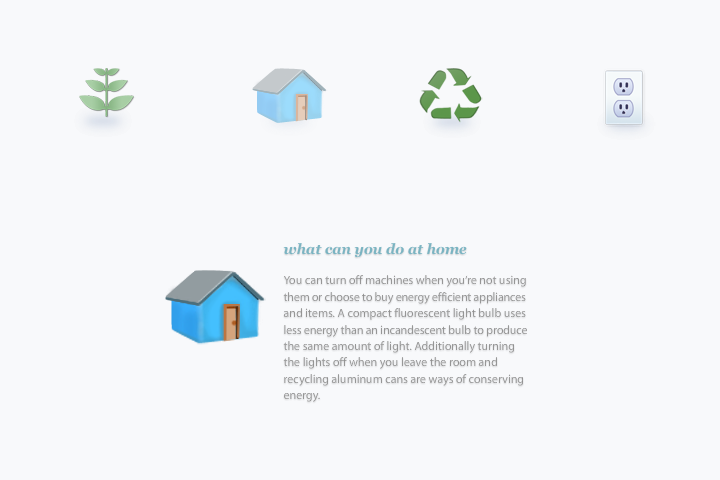 what can you do at home
You can turn off machines when you're not using
them or choose to buy energy efficient appliances
and items. A compact fluorescent light bulb uses
less energy than an incandescent bulb to produce
the same amount of light. Additionally turning
the lights off when you leave the room and
recycling aluminum cans are ways of conserving
energy.